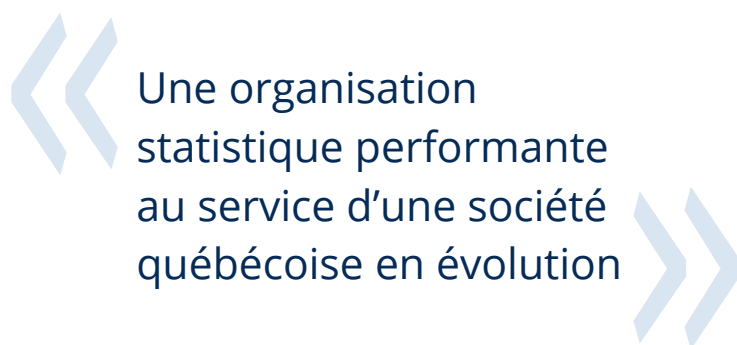 «
Une organisation
statistique performante
au service d’une société
québécoise en évolution
»